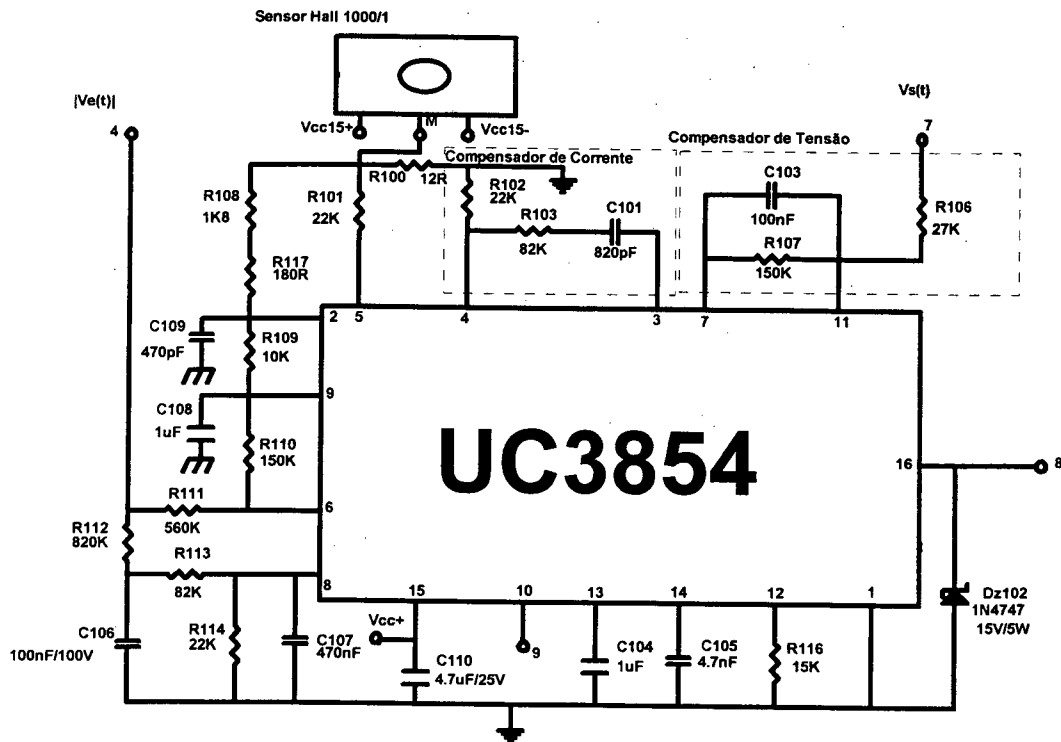 Sensor Hall 1000/1
|Ve(t)|
4
Vcc15+
M
Vcc15-
Vs(t)
7
Compensador de Corrente
Compensador de Tensão
R100
12R
R108
1K8
R101
22K
R102
22K
R103
82K
C101
820pF
C103
100nF
R107
150K
R106
27K
R117
180R
5
4
3
7
11
C109
470pF
2
R109
10K
C108
1uF
9
R110
150K
UC3854
16
8
R111
560K
6
R112
820K
R113
82K
8
15
10
13
14
12
1
Dz102
1N4747
15V/5W
C106
100nF/100V
R114
22K
C107
470nF
Vcc+
C110
4.7uF/25V
9
C104
1uF
C105
4.7nF
R116
15K